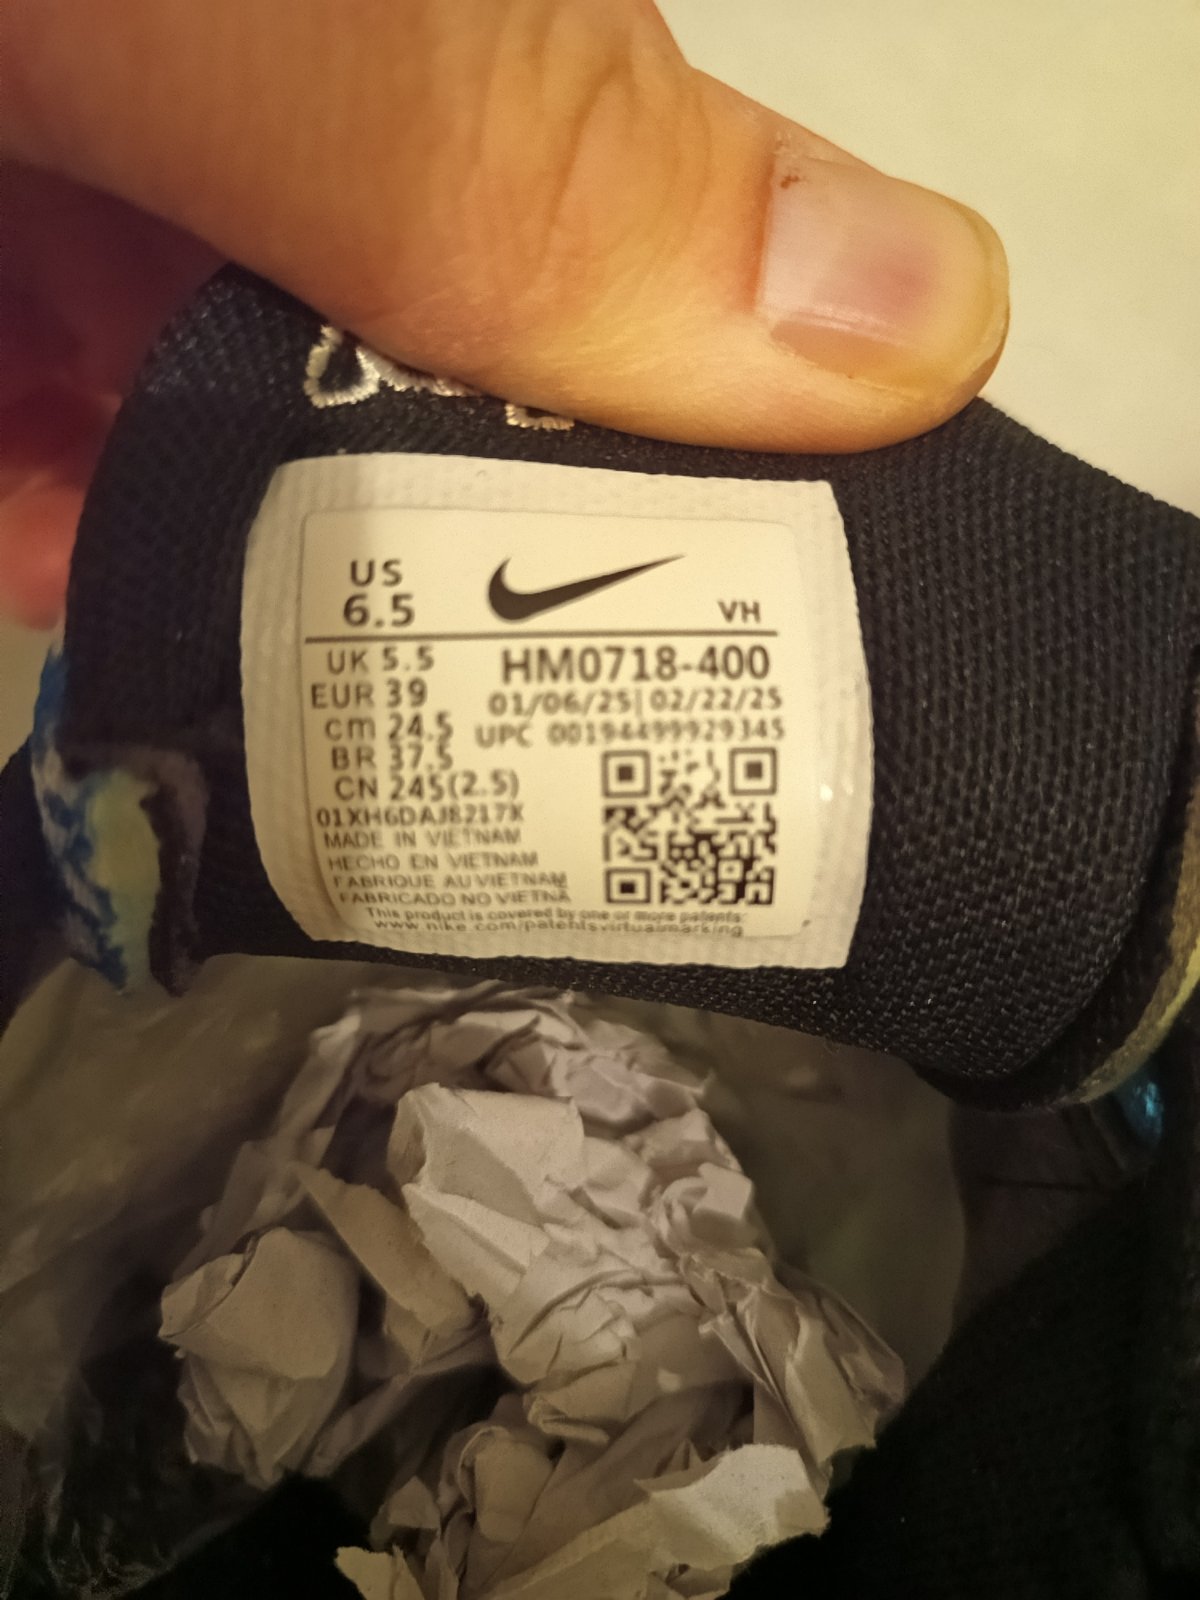 US
6.5
VH
UK 5.5
HM0718-400
EUR 39
01/06/25| 02/22/25
cm 24.5
UPC 00194499929345
BR 37.5
CN 245(2.5)
01XH6DAJ8217X
MADE IN VIETNAM
HECHO EN VIETNAM
FABRIQUE AU VIETNAM
FABRICADO NO VIETNÃ
This product is covered by one or more patents:
www.nike.com/patentsvirtualmarking